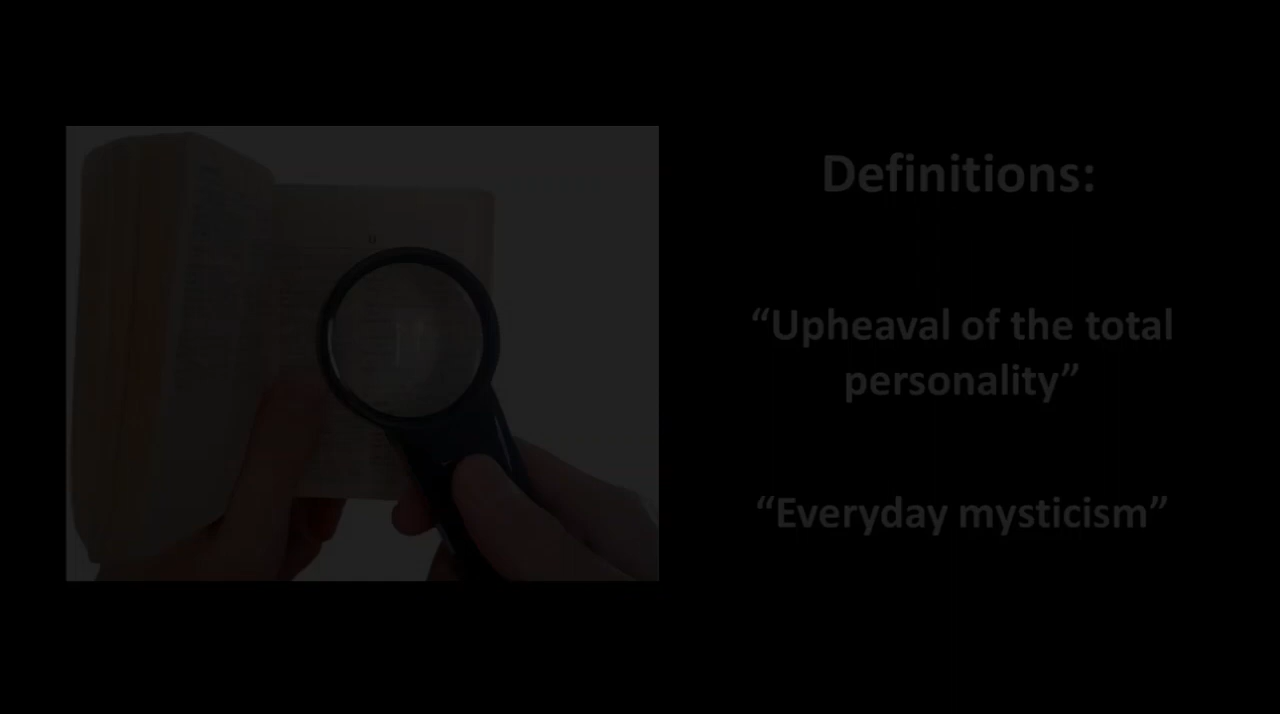 Definitions:
“Upheaval of the total
personality”
“Everyday mysticism”